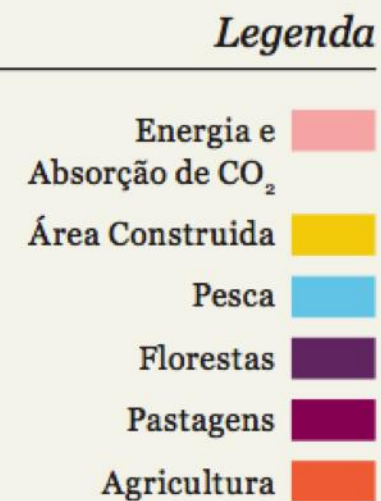 Legenda
Energia e
Absorção de CO₂
Área Construida
Pesca
Florestas
Pastagens
Agricultura